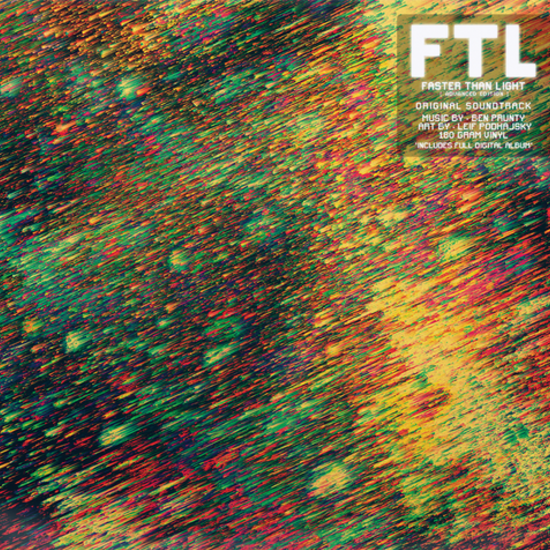 FTL
FASTER THAN LIGHT
ADVANCED EDITION
ORIGINAL SOUNDTRACK
MUSIC BY - BEN PRUNTY
ART BY - LEIF PODHAJSKY
180 GRAM VINYL
*INCLUDES FULL DIGITAL ALBUM*